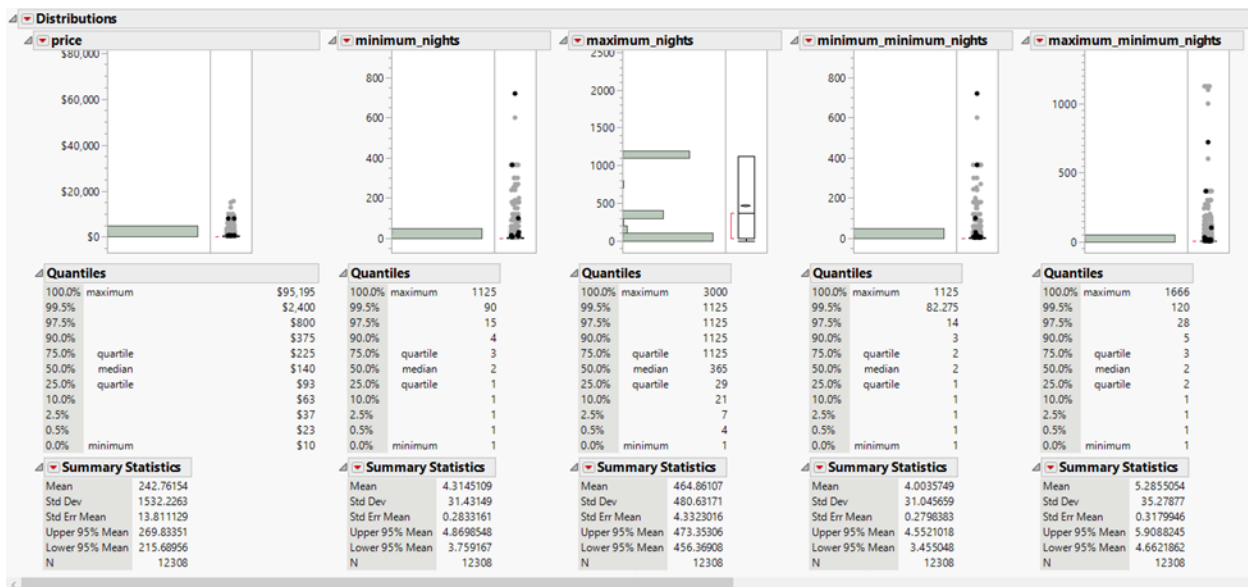 Distributions
price
$80,000
$60,000
$40,000
$20,000
$0
Quantiles
100.0% maximum $95,195
99.5% $2,400
97.5% $800
90.0% $375
75.0% quartile $225
50.0% median $140
25.0% quartile $93
10.0% $63
2.5% $37
0.5% $23
0.0% minimum $10
Summary Statistics
Mean 242.76154
Std Dev 1532.2263
Std Err Mean 13.811129
Upper 95% Mean 269.83351
Lower 95% Mean 215.68956
N 12308
minimum_nights
800
600
400
200
0
Quantiles
100.0% maximum 1125
99.5% 90
97.5% 15
90.0% 4
75.0% quartile 3
50.0% median 2
25.0% quartile 1
10.0% 1
2.5% 1
0.5% 1
0.0% minimum 1
Summary Statistics
Mean 4.3145109
Std Dev 31.43149
Std Err Mean 0.2833161
Upper 95% Mean 4.8698548
Lower 95% Mean 3.759167
N 12308
maximum_nights
2500
2000
1500
1000
500
0
Quantiles
100.0% maximum 3000
99.5% 1125
97.5% 1125
90.0% 1125
75.0% quartile 1125
50.0% median 365
25.0% quartile 29
10.0% 21
2.5% 7
0.5% 4
0.0% minimum 1
Summary Statistics
Mean 464.86107
Std Dev 480.63171
Std Err Mean 4.3323016
Upper 95% Mean 473.35306
Lower 95% Mean 456.36908
N 12308
minimum_minimum_nights
800
600
400
200
0
Quantiles
100.0% maximum 1125
99.5% 82.275
97.5% 14
90.0% 3
75.0% quartile 2
50.0% median 2
25.0% quartile 1
10.0% 1
2.5% 1
0.5% 1
0.0% minimum 1
Summary Statistics
Mean 4.0035749
Std Dev 31.045659
Std Err Mean 0.2798383
Upper 95% Mean 4.5521018
Lower 95% Mean 3.455048
N 12308
maximum_minimum_nights
1000
500
0
Quantiles
100.0% maximum 1666
99.5% 120
97.5% 28
90.0% 5
75.0% quartile 3
50.0% median 2
25.0% quartile 2
10.0% 1
2.5% 1
0.5% 1
0.0% minimum 1
Summary Statistics
Mean 5.2855054
Std Dev 35.27877
Std Err Mean 0.3179946
Upper 95% Mean 5.9088245
Lower 95% Mean 4.6621862
N 12308